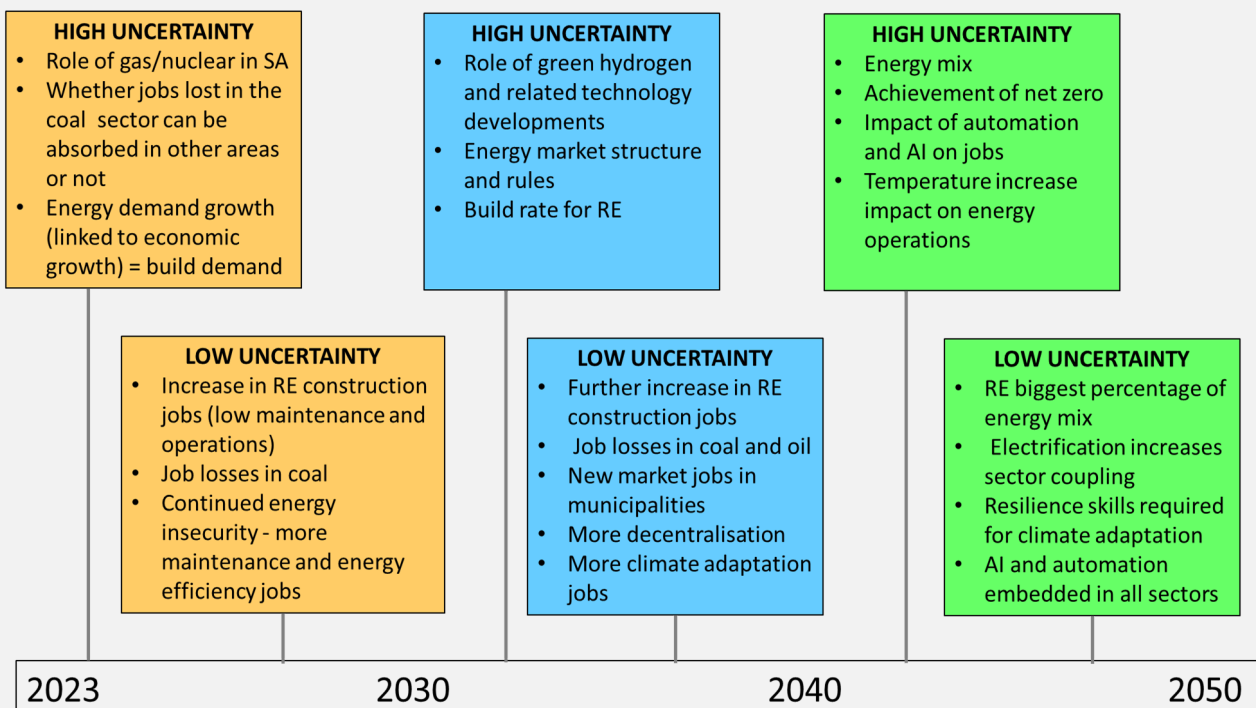 HIGH UNCERTAINTY
• Role of gas/nuclear in SA
• Whether jobs lost in the
coal sector can be
absorbed in other areas
or not
• Energy demand growth
(linked to economic
growth) = build demand
HIGH UNCERTAINTY
• Role of green hydrogen
and related technology
developments
• Energy market structure
and rules
• Build rate for RE
HIGH UNCERTAINTY
• Energy mix
• Achievement of net zero
• Impact of automation
and AI on jobs
• Temperature increase
impact on energy
operations
LOW UNCERTAINTY
• Increase in RE construction
jobs (low maintenance and
operations)
• Job losses in coal
• Continued energy
insecurity - more
maintenance and energy
efficiency jobs
LOW UNCERTAINTY
• Further increase in RE
construction jobs
• Job losses in coal and oil
• New market jobs in
municipalities
• More decentralisation
• More climate adaptation
jobs
LOW UNCERTAINTY
• RE biggest percentage of
energy mix
• Electrification increases
sector coupling
• Resilience skills required
for climate adaptation
• AI and automation
embedded in all sectors
2023 2030 2040 2050